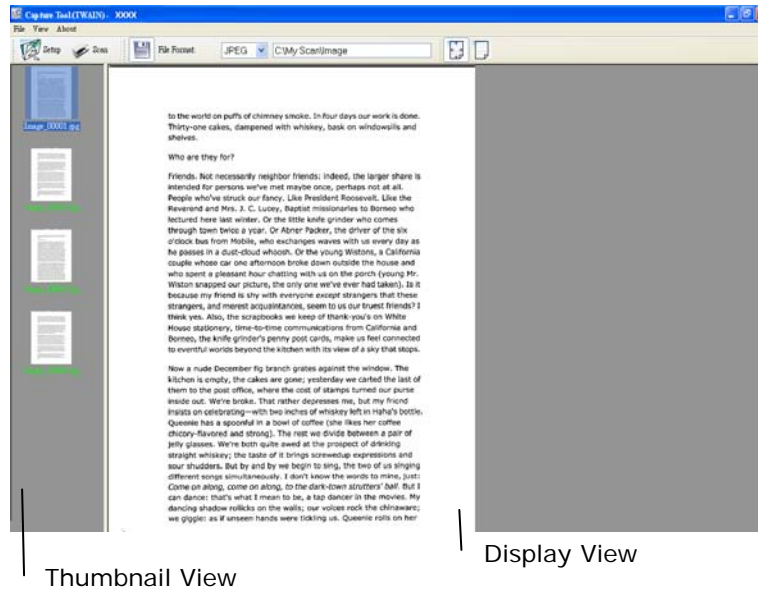 Capture Tool(TWAIN)- XXXX
File View About
Setup Scan File Format: JPEG C:\My Scan\Image
Image_00001.jpg
to the world on puffs of chimney smoke. In four days our work is done.
Thirty-one cakes, dampened with whiskey, bask on windowsills and
shelves.
Who are they for?
Friends. Not necessarily neighbor friends: indeed, the larger share is
intended for persons we've met maybe once, perhaps not at all.
People who've struck our fancy. Like President Roosevelt. Like the
Reverend and Mrs. J. C. Lucey, Baptist missionaries to Borneo who
lectured here last winter. Or the little knife grinder who comes
through town twice a year. Or Abner Packer, the driver of the six
o'clock bus from Mobile, who exchanges waves with us every day as
he passes in a dust-cloud whoosh. Or the young Wistons, a California
couple whose car one afternoon broke down outside the house and
who spent a pleasant hour chatting with us on the porch (young Mr.
Wiston snapped our picture, the only one we've ever had taken). Is it
because my friend is shy with everyone except strangers that these
strangers, and merest acquaintances, seem to us our truest friends? I
think yes. Also, the scrapbooks we keep of thank-you's on White
House stationery, time-to-time communications from California and
Borneo, the knife grinder's penny post cards, make us feel connected
to eventful worlds beyond the kitchen with its view of a sky that stops.
Now a nude December fig branch grates against the window. The
kitchen is empty, the cakes are gone; yesterday we carted the last of
them to the post office, where the cost of stamps turned our purse
inside out. We're broke. That rather depresses me, but my friend
insists on celebrating—with two inches of whiskey left in Haha's bottle.
Queenie has a spoonful in a bowl of coffee (she likes her coffee
chicory-flavored and strong). The rest we divide between a pair of
jelly glasses. We're both quite awed at the prospect of drinking
straight whiskey; the taste of it brings screwedup expressions and
sour shudders. But by and by we begin to sing, the two of us singing
different songs simultaneously. I don't know the words to mine, just:
Come on along, come on along, to the dark-town strutters' ball. But I
can dance: that's what I mean to be, a tap dancer in the movies. My
dancing shadow rollicks on the walls; our voices rock the chinaware;
we giggle: as if unseen hands were tickling us. Queenie rolls on her
Display View
Thumbnail View